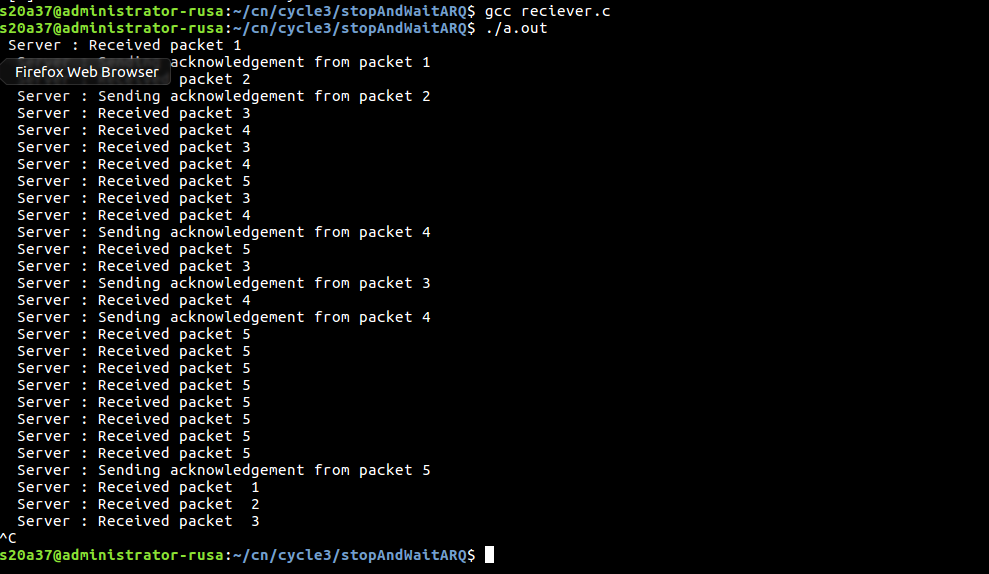 s20a37@administrator-rusa:~/cn/cycle3/stopAndWaitARQ$ gcc reciever.c
s20a37@administrator-rusa:~/cn/cycle3/stopAndWaitARQ$ ./a.out
Server : Received packet 1
acknowledgement from packet 1
Firefox Web Browser
packet 2
Server : Sending acknowledgement from packet 2
Server : Received packet 3
Server : Received packet 4
Server : Received packet 3
Server : Received packet 4
Server : Received packet 5
Server : Received packet 3
Server : Received packet 4
Server : Sending acknowledgement from packet 4
Server : Received packet 5
Server : Received packet 3
Server : Sending acknowledgement from packet 3
Server : Received packet 4
Server : Sending acknowledgement from packet 4
Server : Received packet 5
Server : Received packet 5
Server : Received packet 5
Server : Received packet 5
Server : Received packet 5
Server : Received packet 5
Server : Received packet 5
Server : Received packet 5
Server : Sending acknowledgement from packet 5
Server : Received packet  1
Server : Received packet  2
Server : Received packet  3
^C
s20a37@administrator-rusa:~/cn/cycle3/stopAndWaitARQ$